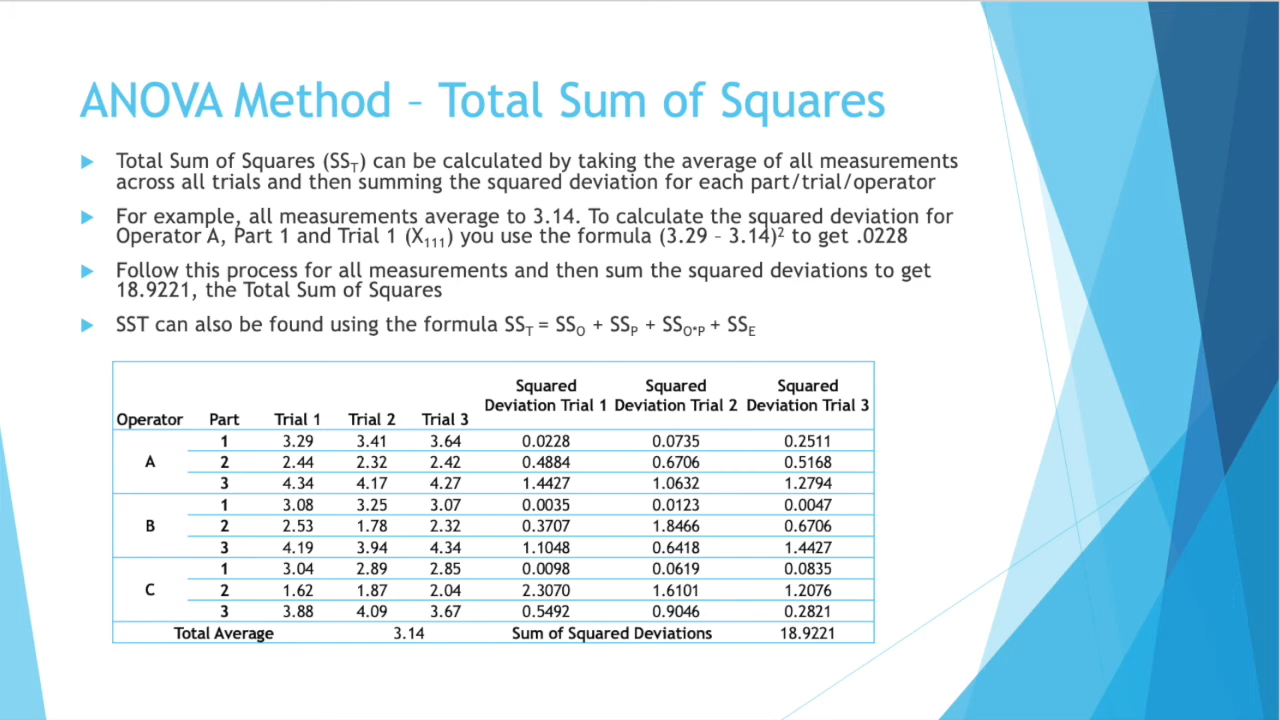 ANOVA Method – Total Sum of Squares
Total Sum of Squares (SST) can be calculated by taking the average of all measurements
across all trials and then summing the squared deviation for each part/trial/operator
For example, all measurements average to 3.14. To calculate the squared deviation for
Operator A, Part 1 and Trial 1 (X111) you use the formula (3.29 – 3.14)² to get .0228
Follow this process for all measurements and then sum the squared deviations to get
18.9221, the Total Sum of Squares
SST can also be found using the formula SST = SSO + SSP + SSO*P + SSE
Squared Squared Squared
Operator Part Trial 1 Trial 2 Trial 3 Deviation Trial 1 Deviation Trial 2 Deviation Trial 3
1 3.29 3.41 3.64 0.0228 0.0735 0.2511
A 2 2.44 2.32 2.42 0.4884 0.6706 0.5168
3 4.34 4.17 4.27 1.4427 1.0632 1.2794
1 3.08 3.25 3.07 0.0035 0.0123 0.0047
B 2 2.53 1.78 2.32 0.3707 1.8466 0.6706
3 4.19 3.94 4.34 1.1048 0.6418 1.4427
1 3.04 2.89 2.85 0.0098 0.0619 0.0835
C 2 1.62 1.87 2.04 2.3070 1.6101 1.2076
3 3.88 4.09 3.67 0.5492 0.9046 0.2821
Total Average 3.14 Sum of Squared Deviations 18.9221